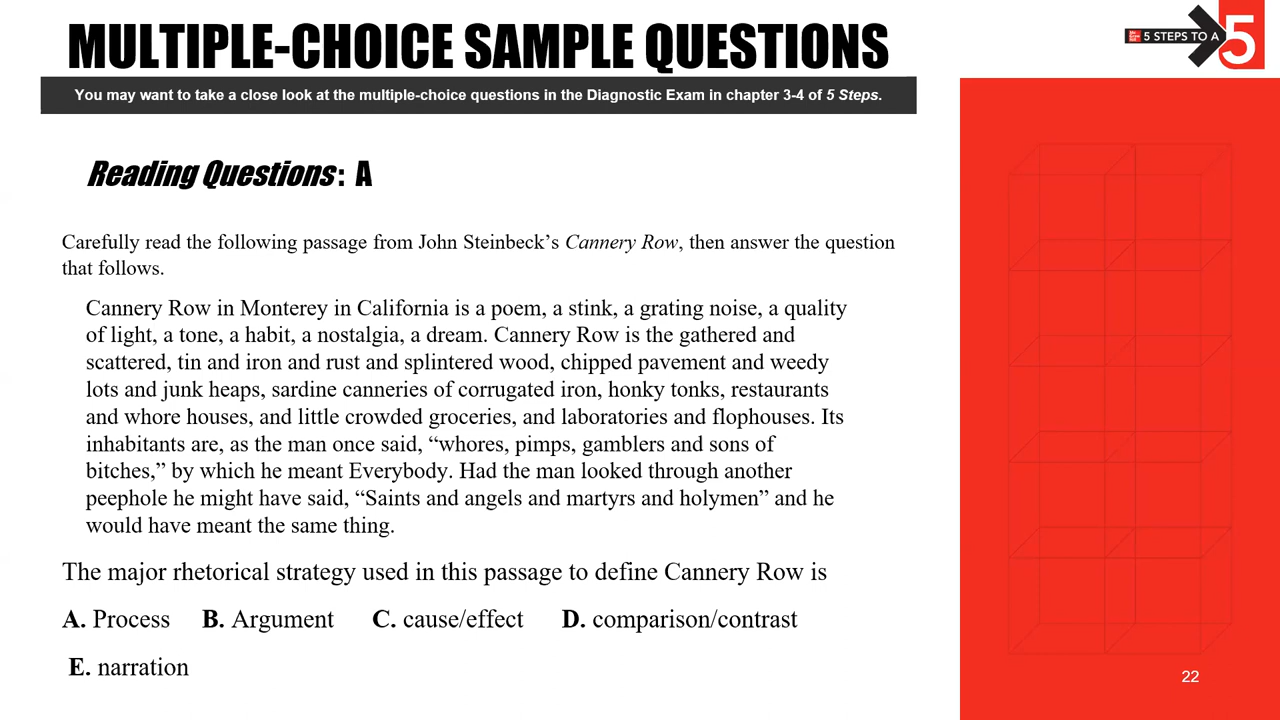 MULTIPLE-CHOICE SAMPLE QUESTIONS
5 STEPS TO A 5
You may want to take a close look at the multiple-choice questions in the Diagnostic Exam in chapter 3-4 of 5 Steps.
Reading Questions: A
Carefully read the following passage from John Steinbeck’s Cannery Row, then answer the question
that follows.
Cannery Row in Monterey in California is a poem, a stink, a grating noise, a quality
of light, a tone, a habit, a nostalgia, a dream. Cannery Row is the gathered and
scattered, tin and iron and rust and splintered wood, chipped pavement and weedy
lots and junk heaps, sardine canneries of corrugated iron, honky tonks, restaurants
and whore houses, and little crowded groceries, and laboratories and flophouses. Its
inhabitants are, as the man once said, “whores, pimps, gamblers and sons of
bitches,” by which he meant Everybody. Had the man looked through another
peephole he might have said, “Saints and angels and martyrs and holymen” and he
would have meant the same thing.
The major rhetorical strategy used in this passage to define Cannery Row is
A. Process B. Argument C. cause/effect D. comparison/contrast
E. narration
22